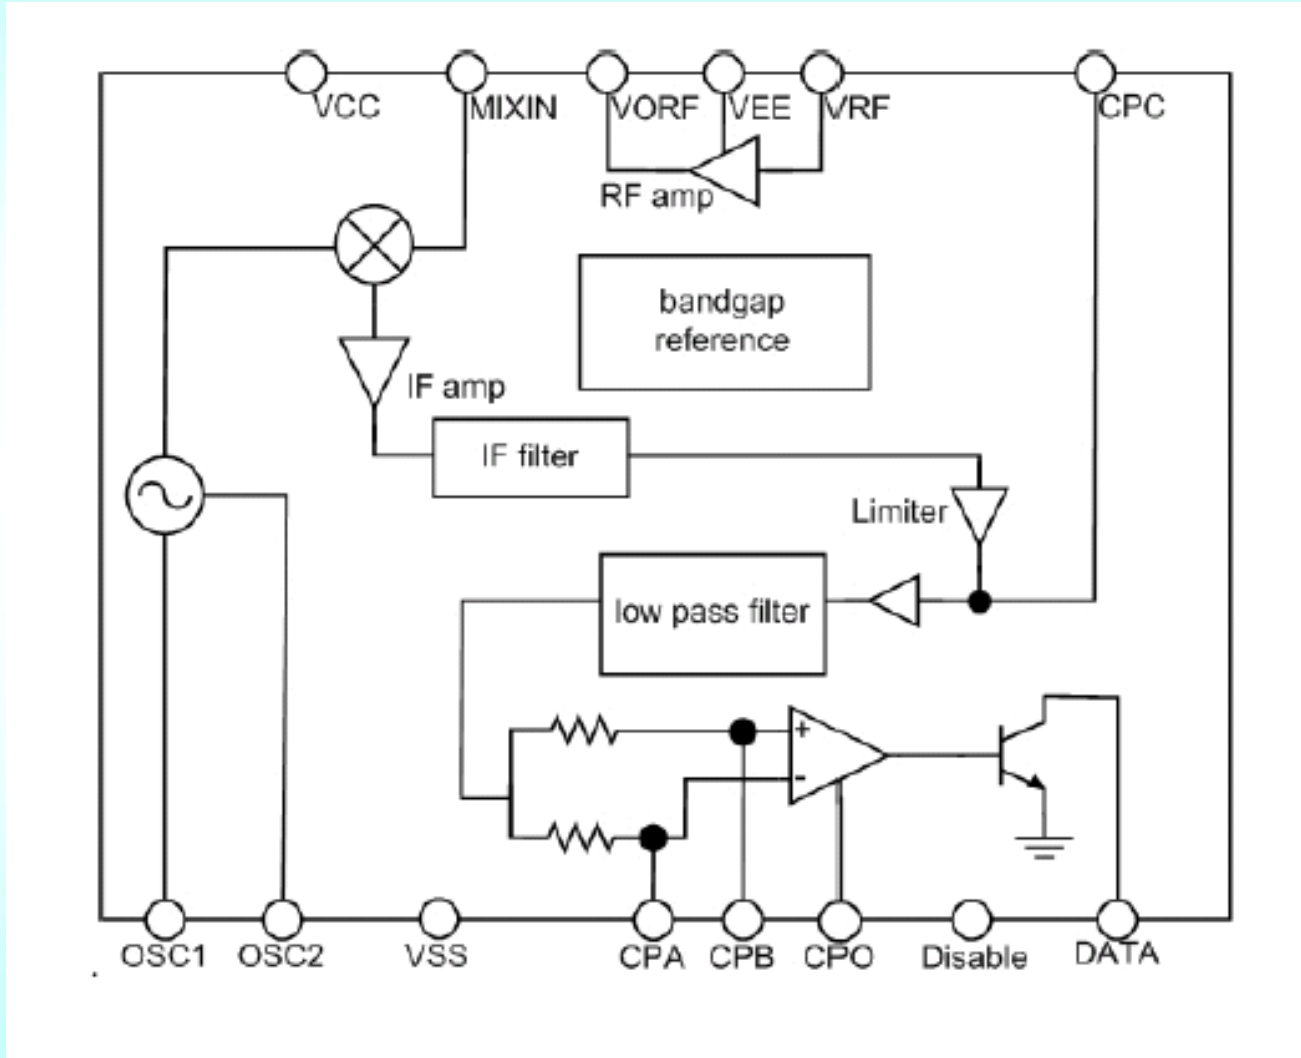 VCC
MIXIN
VORF
VEE
VRF
CPC
RF amp
bandgap
reference
IF amp
IF filter
Limiter
low pass filter
+
-
OSC1
OSC2
VSS
CPA
CPB
CPO
Disable
DATA